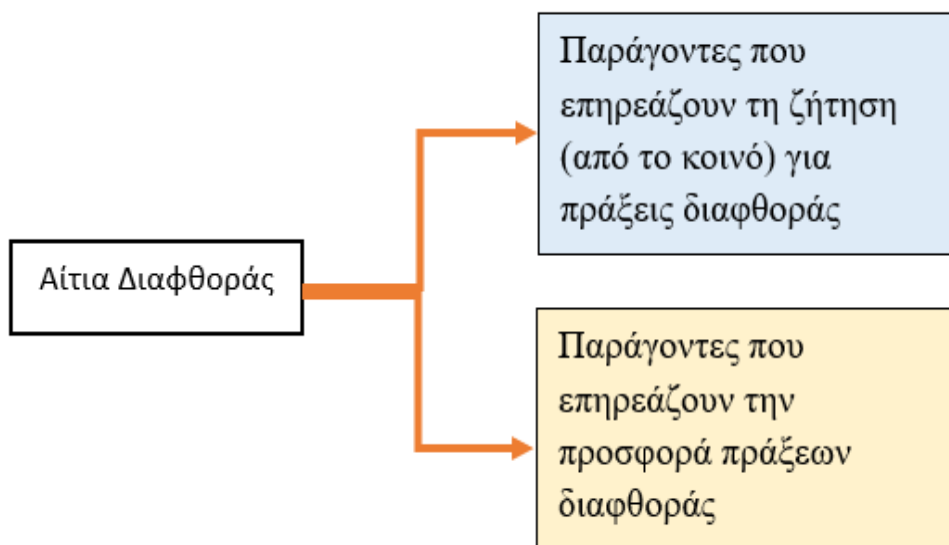 Αίτια Διαφθοράς
Παράγοντες που
επηρεάζουν τη ζήτηση
(από το κοινό) για
πράξεις διαφθοράς
Παράγοντες που
επηρεάζουν την
προσφορά πράξεων
διαφθοράς